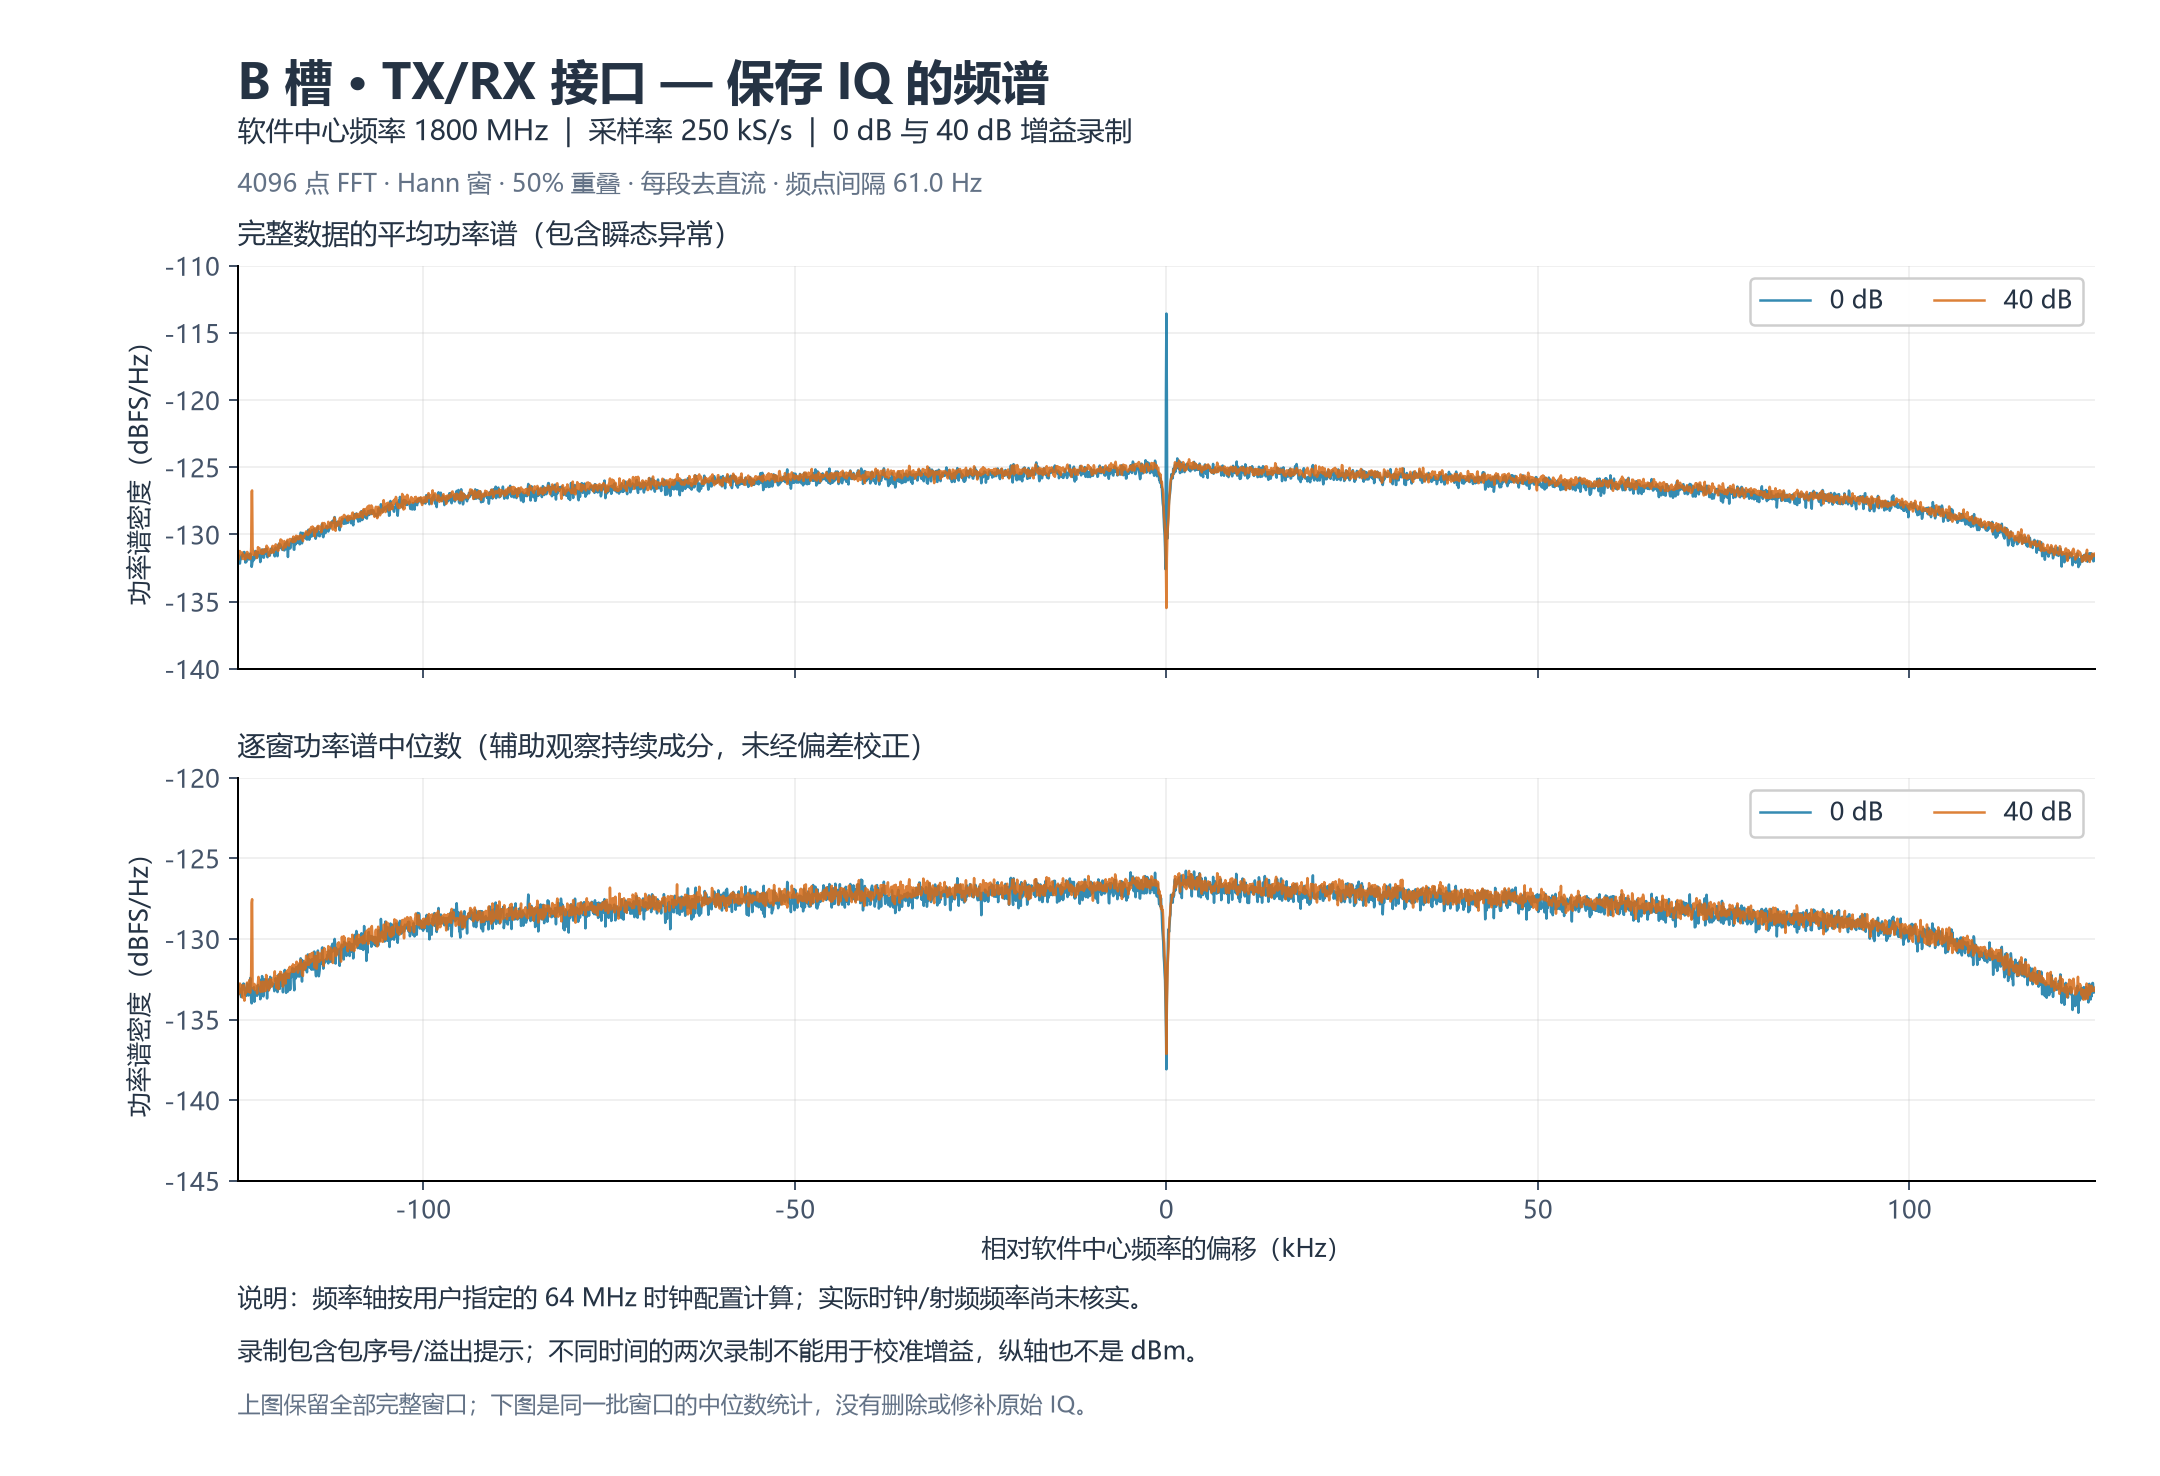 B 槽 • TX/RX 接口 — 保存 IQ 的频谱
软件中心频率 1800 MHz | 采样率 250 kS/s | 0 dB 与 40 dB 增益录制
4096 点 FFT · Hann 窗 · 50% 重叠 · 每段去直流 · 频点间隔 61.0 Hz
完整数据的平均功率谱（包含瞬态异常）
0 dB
40 dB
-110
-115
-120
-125
-130
-135
-140
功率谱密度（dBFS/Hz）
逐窗功率谱中位数（辅助观察持续成分，未经偏差校正）
0 dB
40 dB
-120
-125
-130
-135
-140
-145
功率谱密度（dBFS/Hz）
-100
-50
0
50
100
相对软件中心频率的偏移（kHz）
说明：频率轴按用户指定的 64 MHz 时钟配置计算；实际时钟/射频频率尚未核实。
录制包含包序号/溢出提示；不同时间的两次录制不能用于校准增益，纵轴也不是 dBm。
上图保留全部完整窗口；下图是同一批窗口的中位数统计，没有删除或修补原始 IQ。